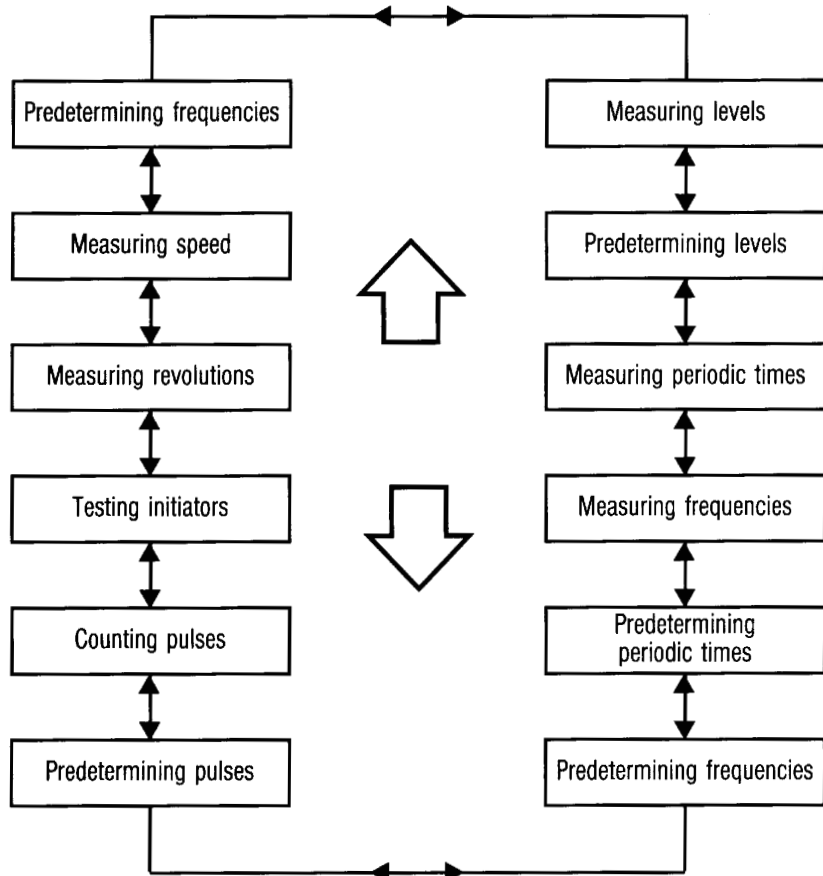 Predetermining frequencies
Measuring speed
Measuring revolutions
Testing initiators
Counting pulses
Predetermining pulses
Measuring levels
Predetermining levels
Measuring periodic times
Measuring frequencies
Predetermining
periodic times
Predetermining frequencies